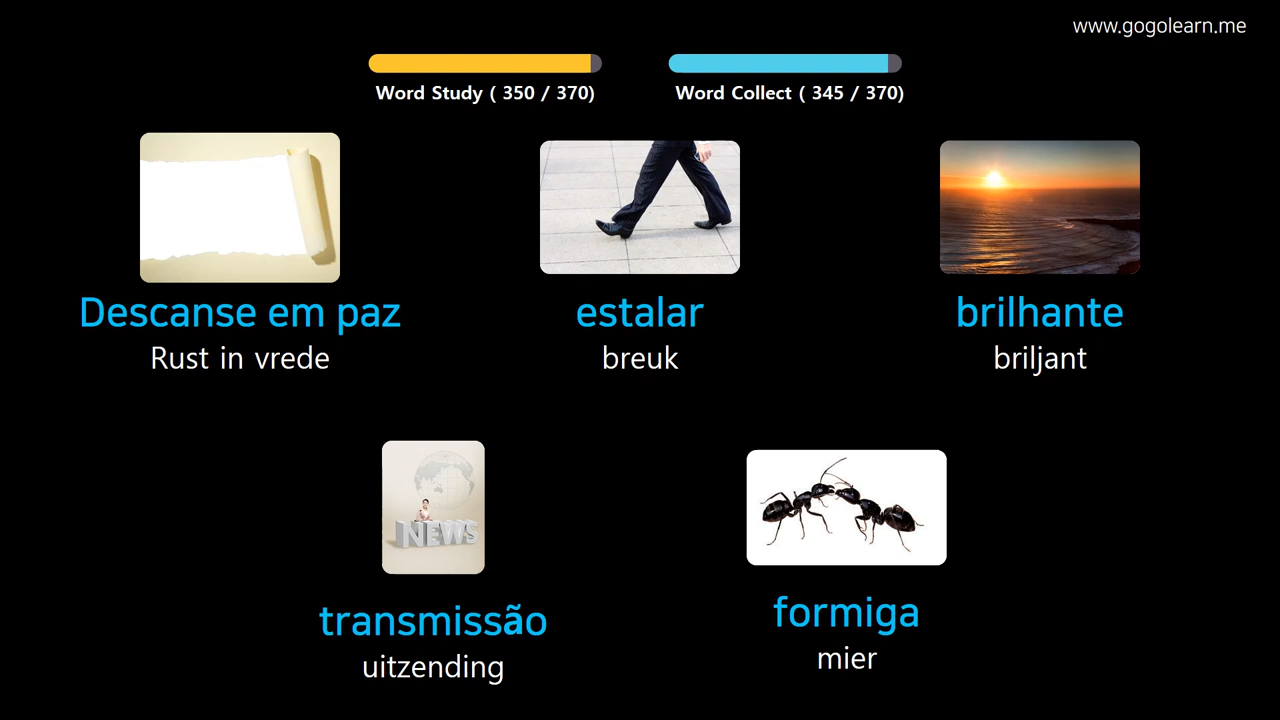 www.gogolearn.me
Word Study ( 350 / 370)
Word Collect ( 345 / 370)
Descanse em paz
Rust in vrede
estalar
breuk
brilhante
briljant
NEWS
transmissão
uitzending
formiga
mier